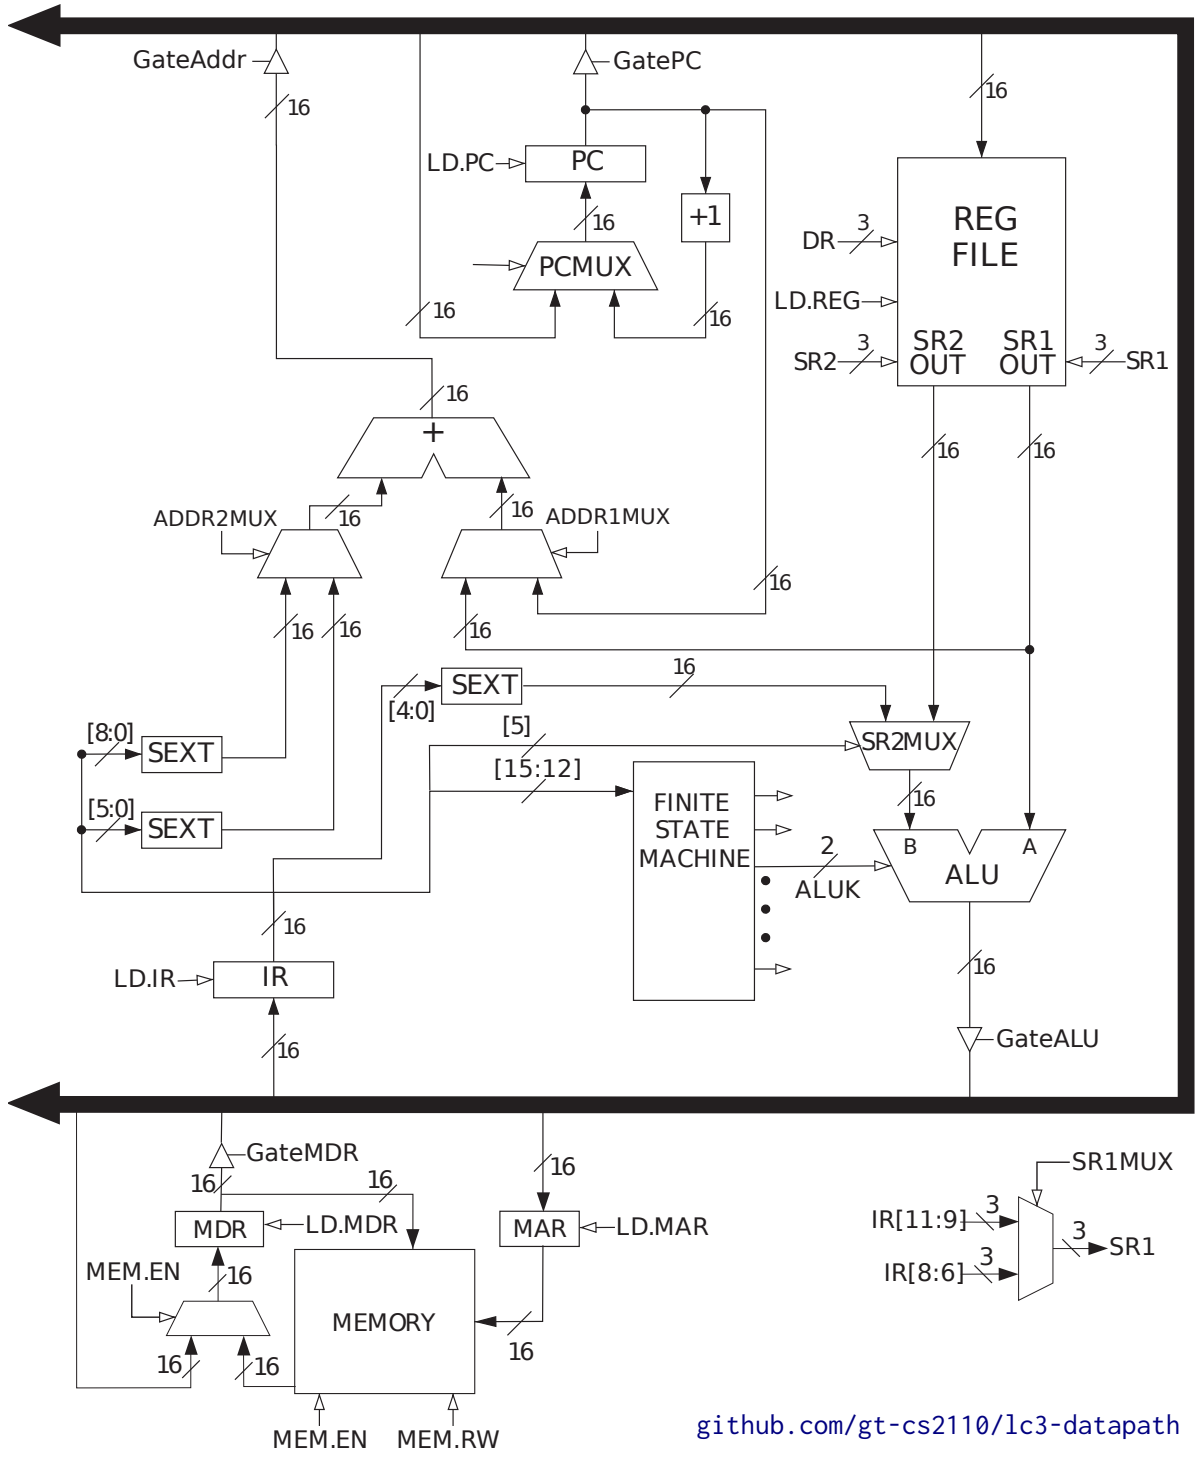 GateAddr
GatePC
16
16
LD.PC
PC
+1
16
REG
FILE
DR
3
PCMUX
LD.REG
16
16
SR2
3
SR2
OUT
SR1
OUT
3
SR1
16
+
16
16
ADDR2MUX
16
16
ADDR1MUX
16
16
16
16
[4:0]
SEXT
16
[8:0]
SEXT
[5]
SR2MUX
[15:12]
16
[5:0]
SEXT
FINITE
STATE
MACHINE
2
ALUK
B
A
ALU
16
LD.IR
IR
16
16
GateALU
GateMDR
16
16
16
MDR
LD.MDR
MAR
LD.MAR
SR1MUX
IR[11:9]
3
3
SR1
IR[8:6]
3
MEM.EN
16
MEMORY
16
16
16
MEM.EN
MEM.RW
github.com/gt-cs2110/lc3-datapath